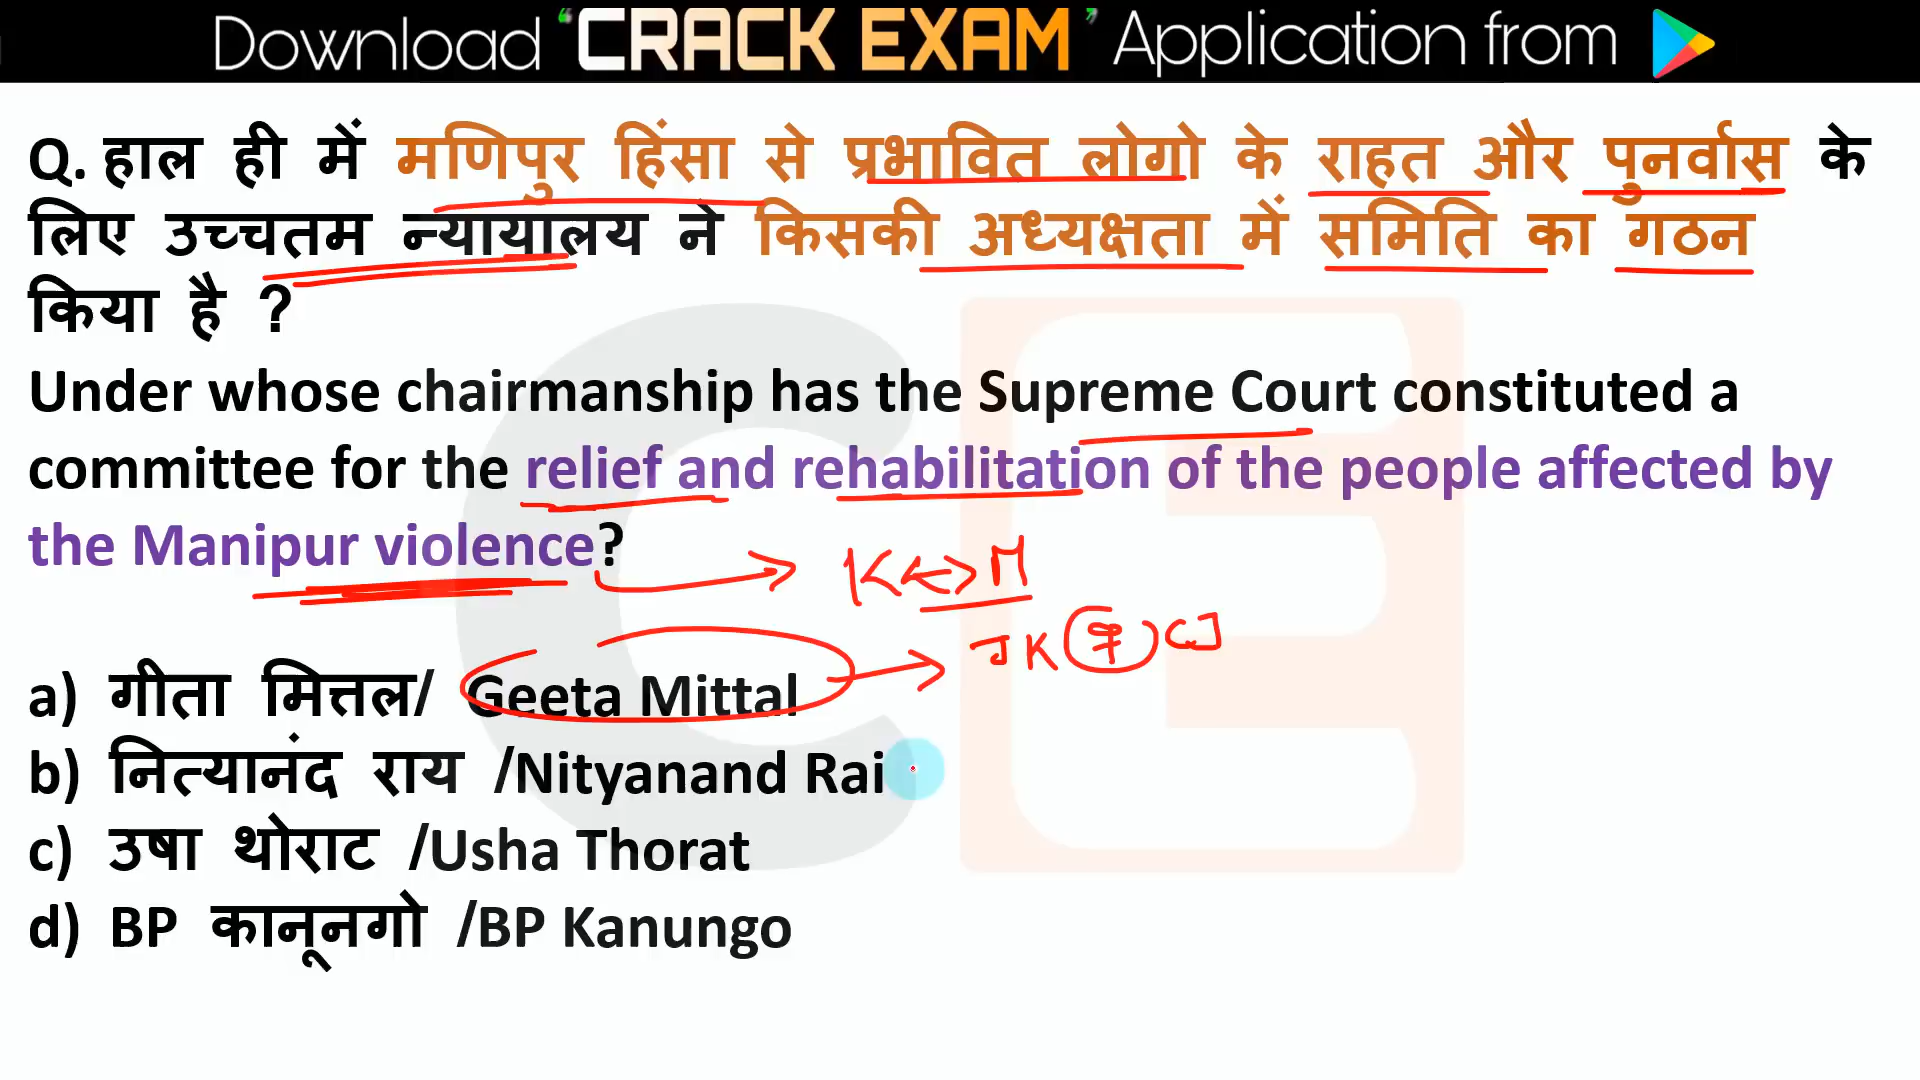 Download ‘CRACK EXAM’ Application from
Q. हाल ही में मणिपुर हिंसा से प्रभावित लोगो के राहत और पुनर्वास के
लिए उच्चतम न्यायालय ने किसकी अध्यक्षता में समिति का गठन
किया है ?
Under whose chairmanship has the Supreme Court constituted a
committee for the relief and rehabilitation of the people affected by
the Manipur violence?
K<->M
JK CJ
a) गीता मित्तल/ Geeta Mittal
b) नित्यानंद राय /Nityanand Rai
c) उषा थोराट /Usha Thorat
d) BP कानूनगो /BP Kanungo